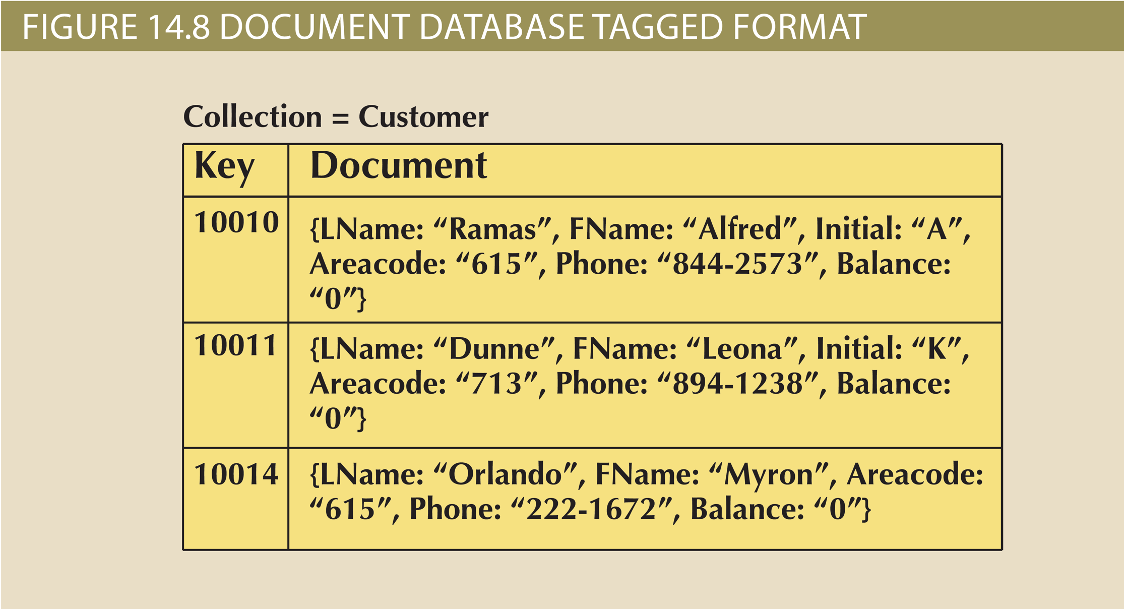 FIGURE 14.8 DOCUMENT DATABASE TAGGED FORMAT
Collection = Customer
Key Document
10010 {LName: “Ramas”, FName: “Alfred”, Initial: “A”,
Areacode: “615”, Phone: “844-2573”, Balance:
“0”}
10011 {LName: “Dunne”, FName: “Leona”, Initial: “K”,
Areacode: “713”, Phone: “894-1238”, Balance:
“0”}
10014 {LName: “Orlando”, FName: “Myron”, Areacode:
“615”, Phone: “222-1672”, Balance: “0”}